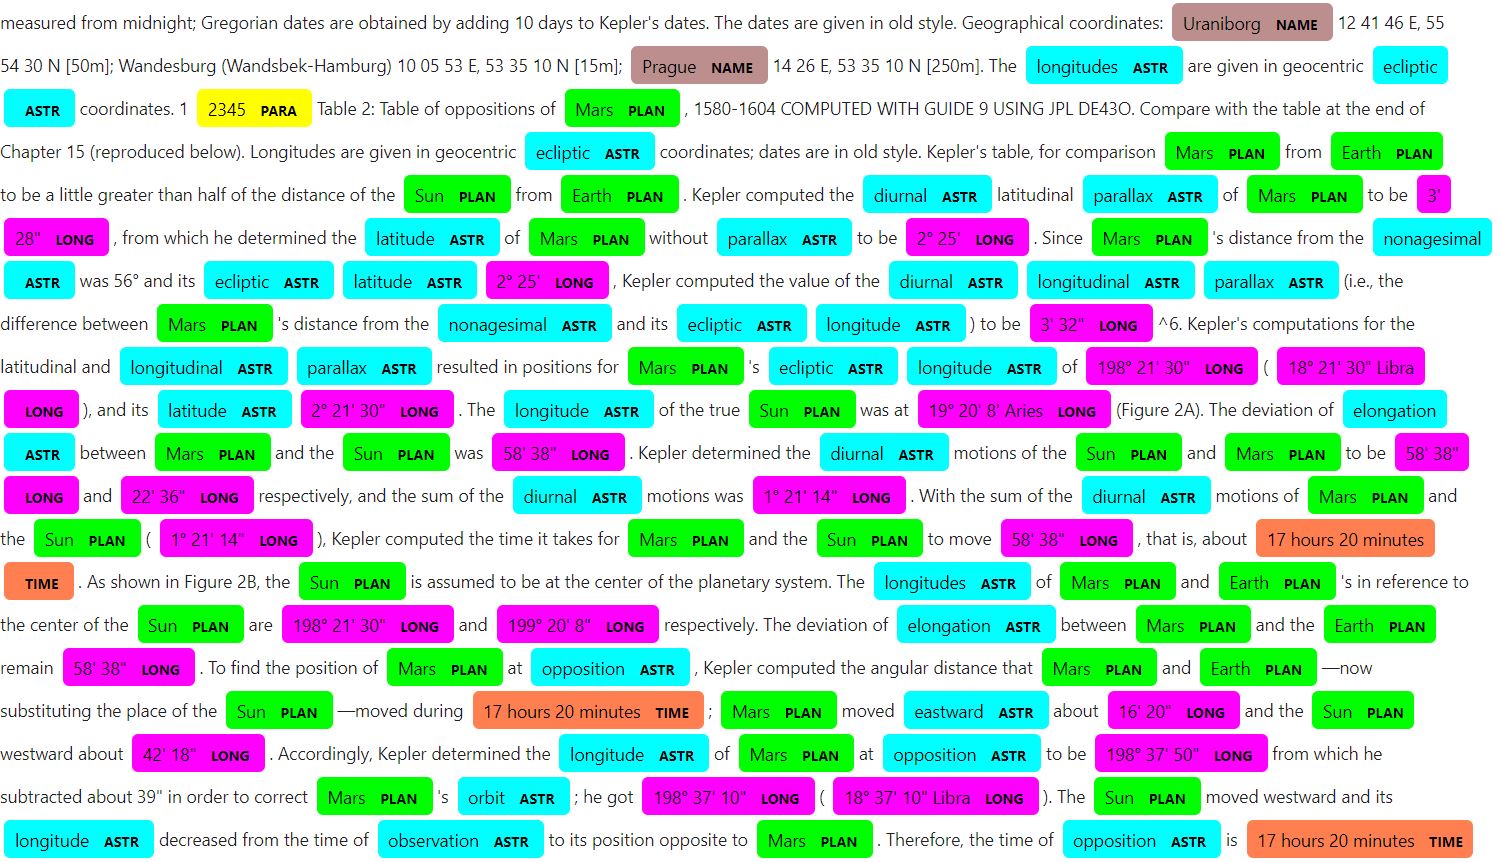 measured from midnight; Gregorian dates are obtained by adding 10 days to Kepler's dates. The dates are given in old style. Geographical coordinates: Uraniborg NAME 12 41 46 E, 55
54 30 N [50m]; Wandesburg (Wandsbek-Hamburg) 10 05 53 E, 53 35 10 N [15m]; Prague NAME 14 26 E, 53 35 10 N [250m]. The longitudes ASTR are given in geocentric ecliptic
ASTR coordinates. 1 2345 PARA Table 2: Table of oppositions of Mars PLAN , 1580-1604 COMPUTED WITH GUIDE 9 USING JPL DE43O. Compare with the table at the end of
Chapter 15 (reproduced below). Longitudes are given in geocentric ecliptic ASTR coordinates; dates are in old style. Kepler's table, for comparison Mars PLAN from Earth PLAN
to be a little greater than half of the distance of the Sun PLAN from Earth PLAN . Kepler computed the diurnal ASTR latitudinal parallax ASTR of Mars PLAN to be 3'
28" LONG , from which he determined the latitude ASTR of Mars PLAN without parallax ASTR to be 2° 25' LONG . Since Mars PLAN 's distance from the nonagesimal
ASTR was 56° and its ecliptic ASTR latitude ASTR 2° 25' LONG , Kepler computed the value of the diurnal ASTR longitudinal ASTR parallax ASTR (i.e., the
difference between Mars PLAN 's distance from the nonagesimal ASTR and its ecliptic ASTR longitude ASTR ) to be 3' 32" LONG ^6. Kepler's computations for the
latitudinal and longitudinal ASTR parallax ASTR resulted in positions for Mars PLAN 's ecliptic ASTR longitude ASTR of 198° 21' 30" LONG ( 18° 21' 30" Libra
LONG ), and its latitude ASTR 2° 21' 30" LONG . The longitude ASTR of the true Sun PLAN was at 19° 20' 8' Aries LONG (Figure 2A). The deviation of elongation
ASTR between Mars PLAN and the Sun PLAN was 58' 38" LONG . Kepler determined the diurnal ASTR motions of the Sun PLAN and Mars PLAN to be 58' 38"
LONG and 22' 36" LONG respectively, and the sum of the diurnal ASTR motions was 1° 21' 14" LONG . With the sum of the diurnal ASTR motions of Mars PLAN and
the Sun PLAN ( 1° 21' 14" LONG ), Kepler computed the time it takes for Mars PLAN and the Sun PLAN to move 58' 38" LONG , that is, about 17 hours 20 minutes
TIME . As shown in Figure 2B, the Sun PLAN is assumed to be at the center of the planetary system. The longitudes ASTR of Mars PLAN and Earth PLAN 's in reference to
the center of the Sun PLAN are 198° 21' 30" LONG and 199° 20' 8" LONG respectively. The deviation of elongation ASTR between Mars PLAN and the Earth PLAN
remain 58' 38" LONG . To find the position of Mars PLAN at opposition ASTR , Kepler computed the angular distance that Mars PLAN and Earth PLAN —now
substituting the place of the Sun PLAN —moved during 17 hours 20 minutes TIME ; Mars PLAN moved eastward ASTR about 16' 20" LONG and the Sun PLAN
westward about 42' 18" LONG . Accordingly, Kepler determined the longitude ASTR of Mars PLAN at opposition ASTR to be 198° 37' 50" LONG from which he
subtracted about 39" in order to correct Mars PLAN 's orbit ASTR ; he got 198° 37' 10" LONG ( 18° 37' 10" Libra LONG ). The Sun PLAN moved westward and its
longitude ASTR decreased from the time of observation ASTR to its position opposite to Mars PLAN . Therefore, the time of opposition ASTR is 17 hours 20 minutes TIME